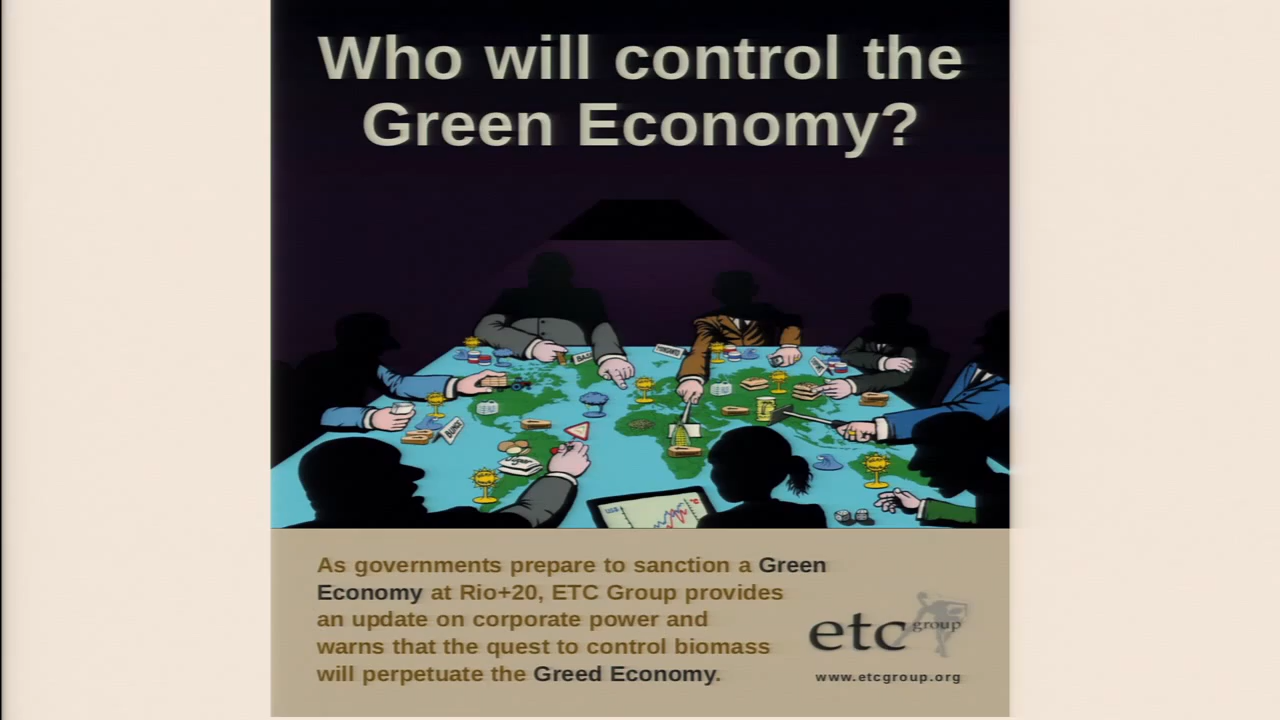 Who will control the
Green Economy?
Sugar
As governments prepare to sanction a Green
Economy at Rio+20, ETC Group provides
an update on corporate power and
warns that the quest to control biomass
will perpetuate the Greed Economy.
etc group
www.etcgroup.org